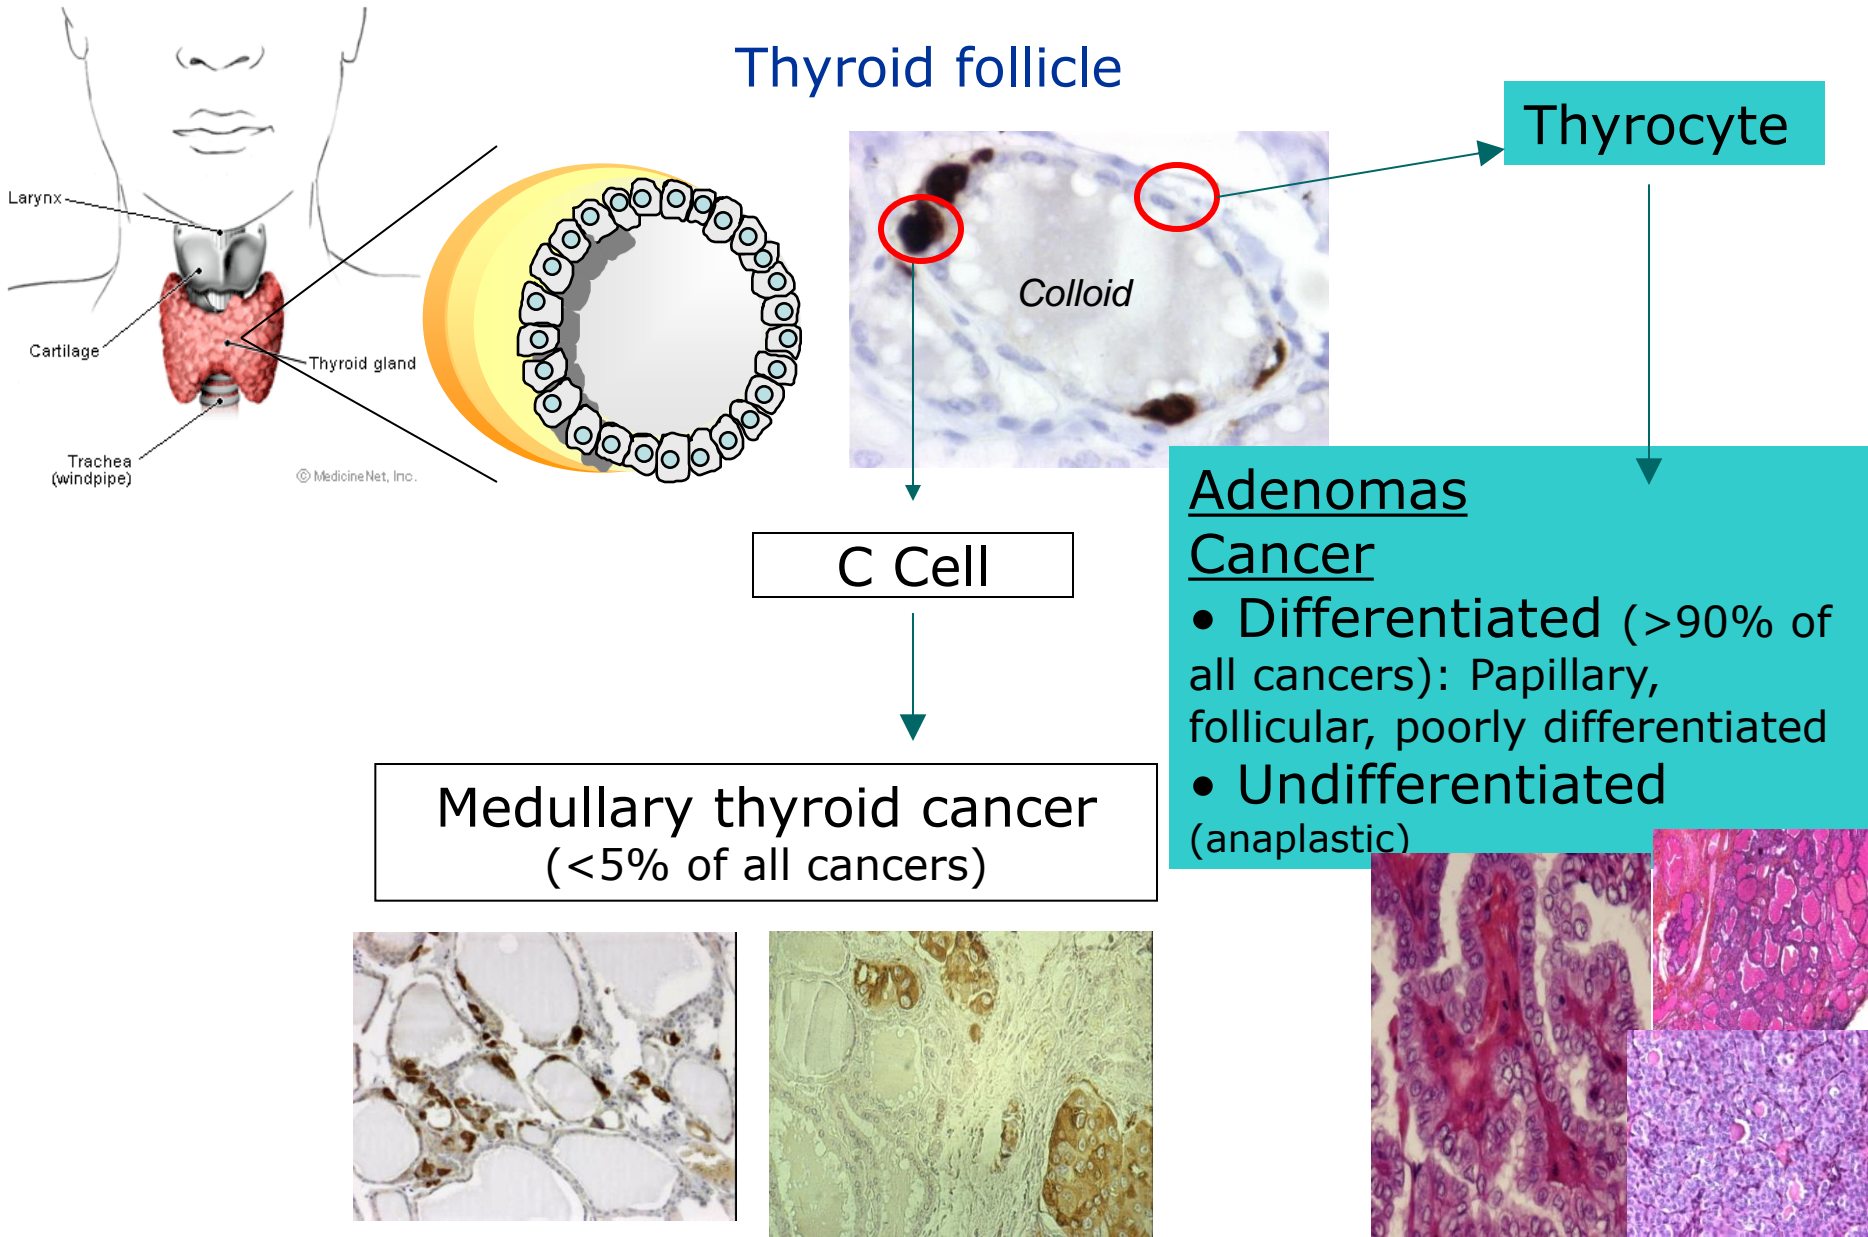 Thyroid follicle
Thyrocyte
Larynx
Cartilage
Thyroid gland
Trachea
(windpipe)
© MedicineNet, Inc.
Colloid
C Cell
Medullary thyroid cancer
(<5% of all cancers)
Adenomas
Cancer
• Differentiated (>90% of
all cancers): Papillary,
follicular, poorly differentiated
• Undifferentiated
(anaplastic)